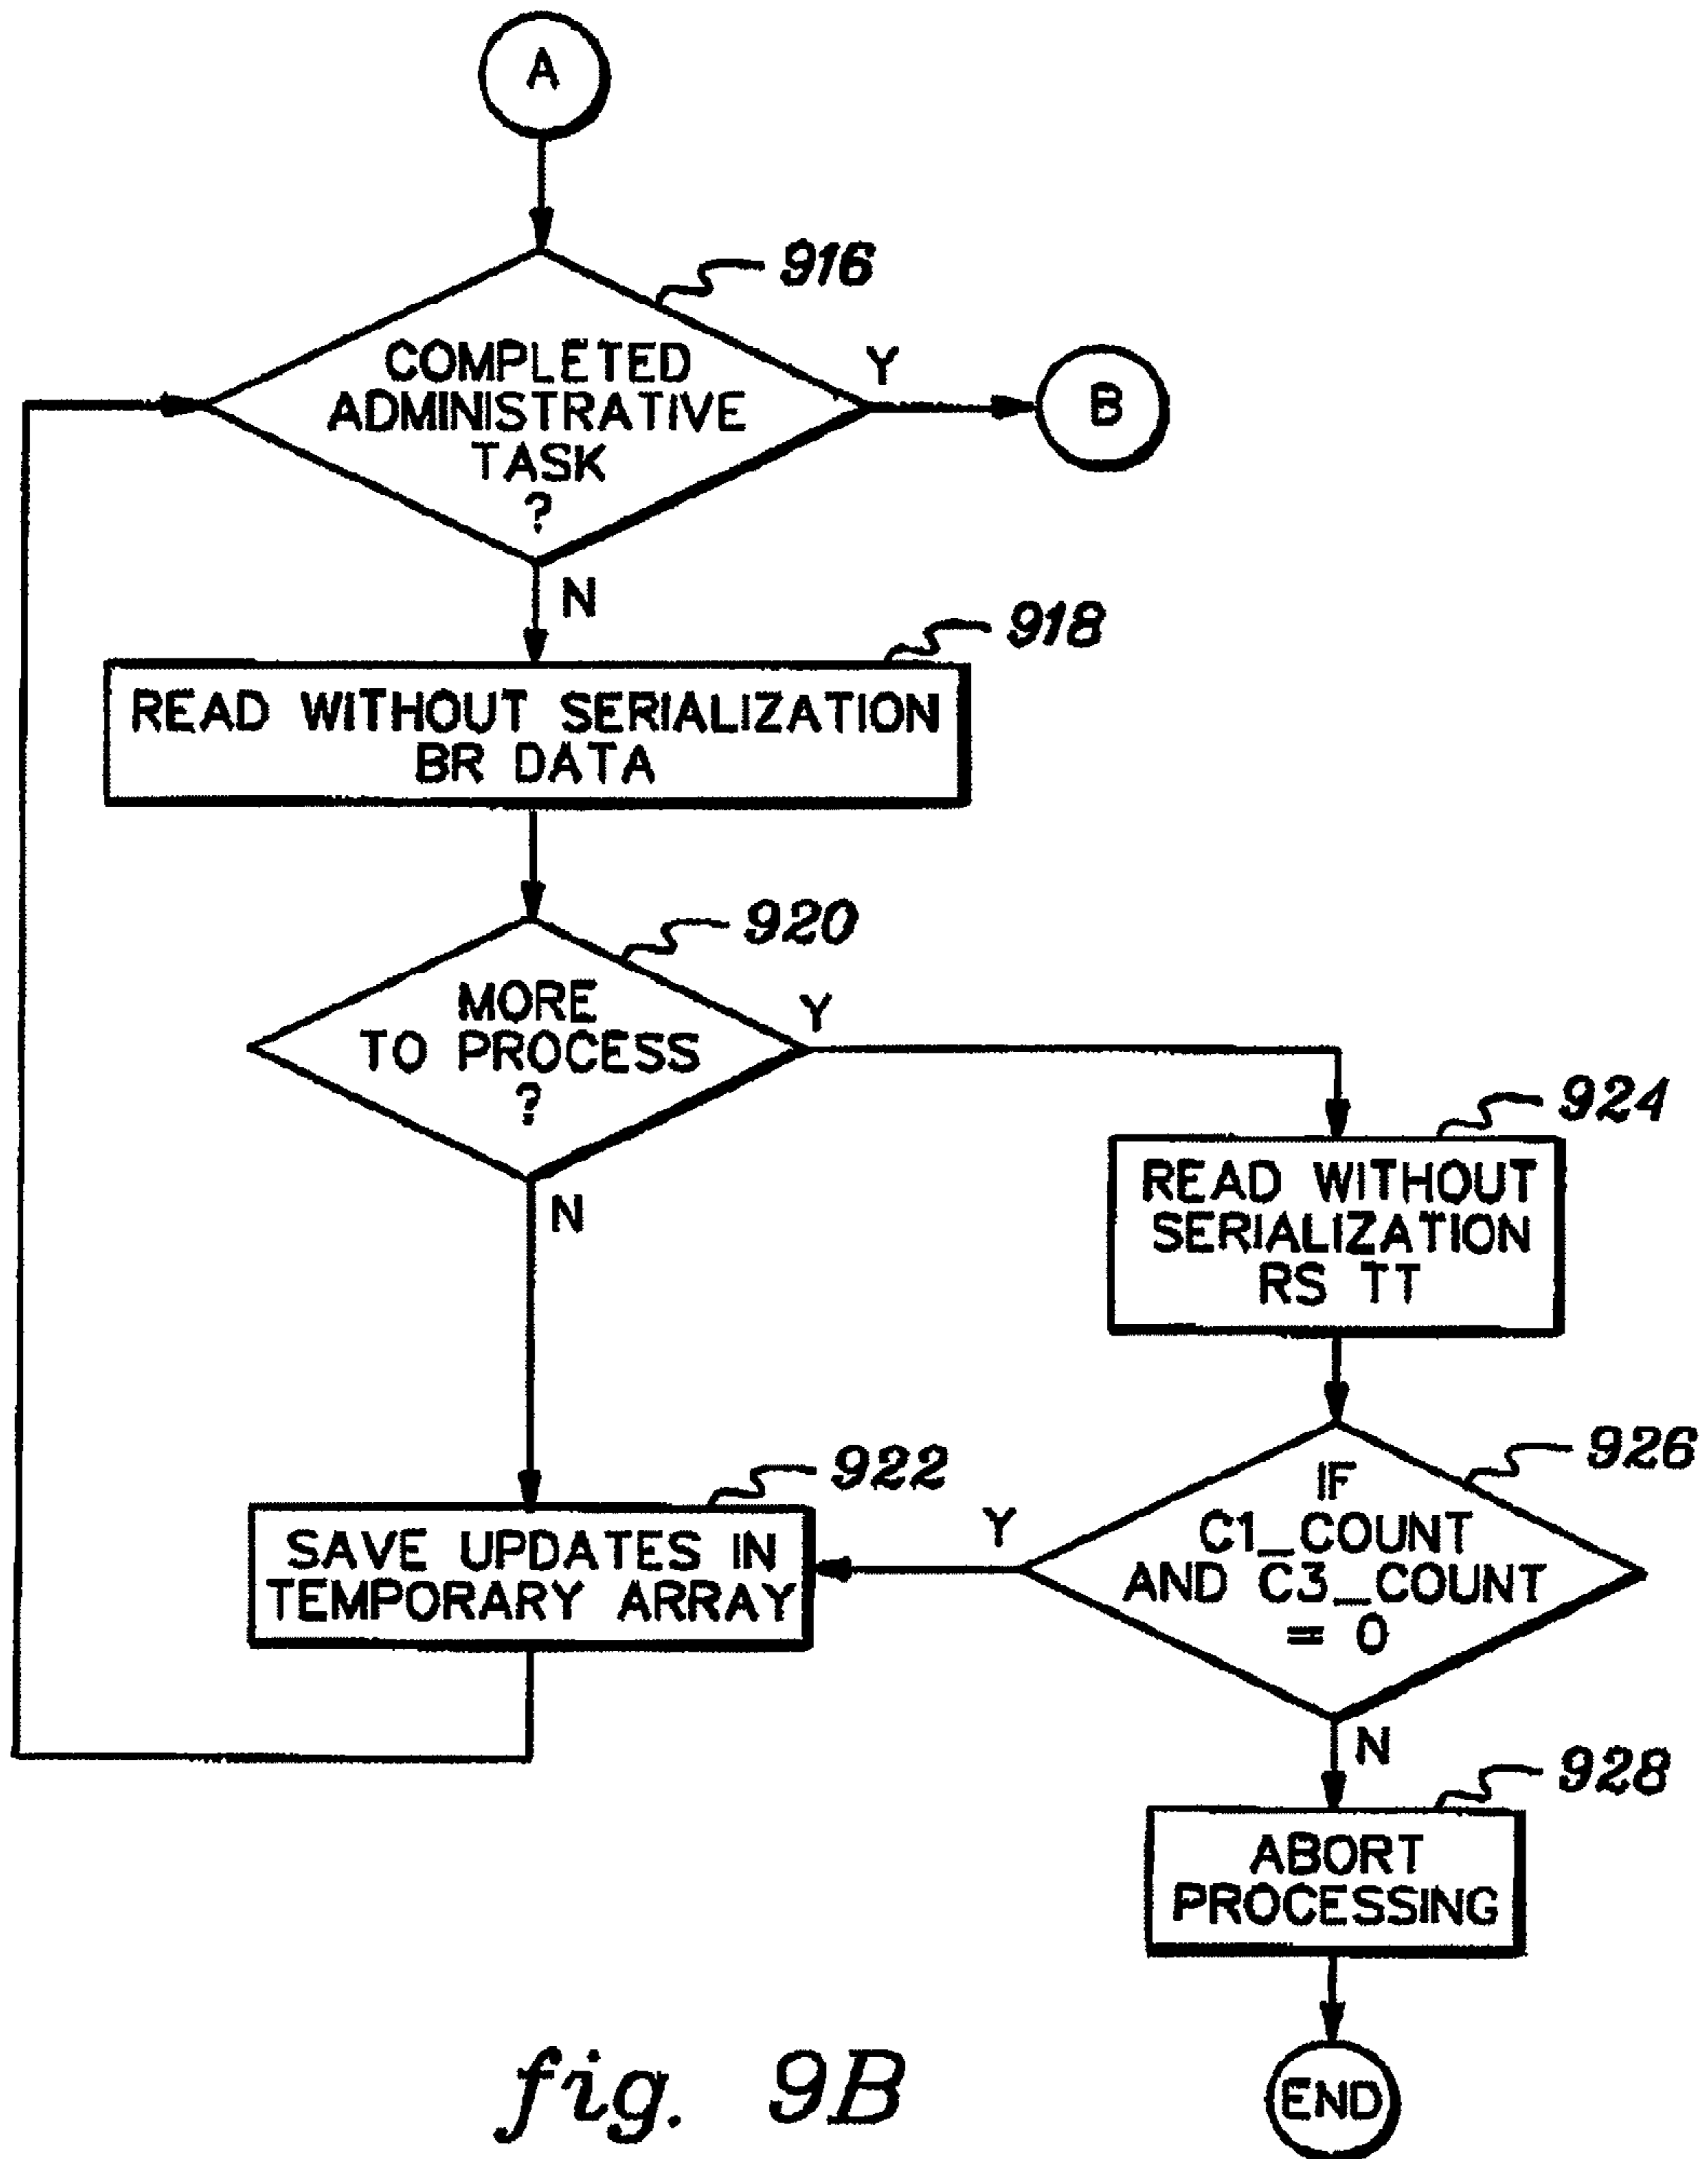 A
916
COMPLETED
ADMINISTRATIVE
TASK
?
Y
B
N
918
READ WITHOUT SERIALIZATION
BR DATA
920
MORE
TO PROCESS
?
Y
N
924
READ WITHOUT
SERIALIZATION
RS TT
926
IF
C1_COUNT
AND C3_COUNT
= 0
Y
N
922
SAVE UPDATES IN
TEMPORARY ARRAY
928
ABORT
PROCESSING
END
fig. 9B